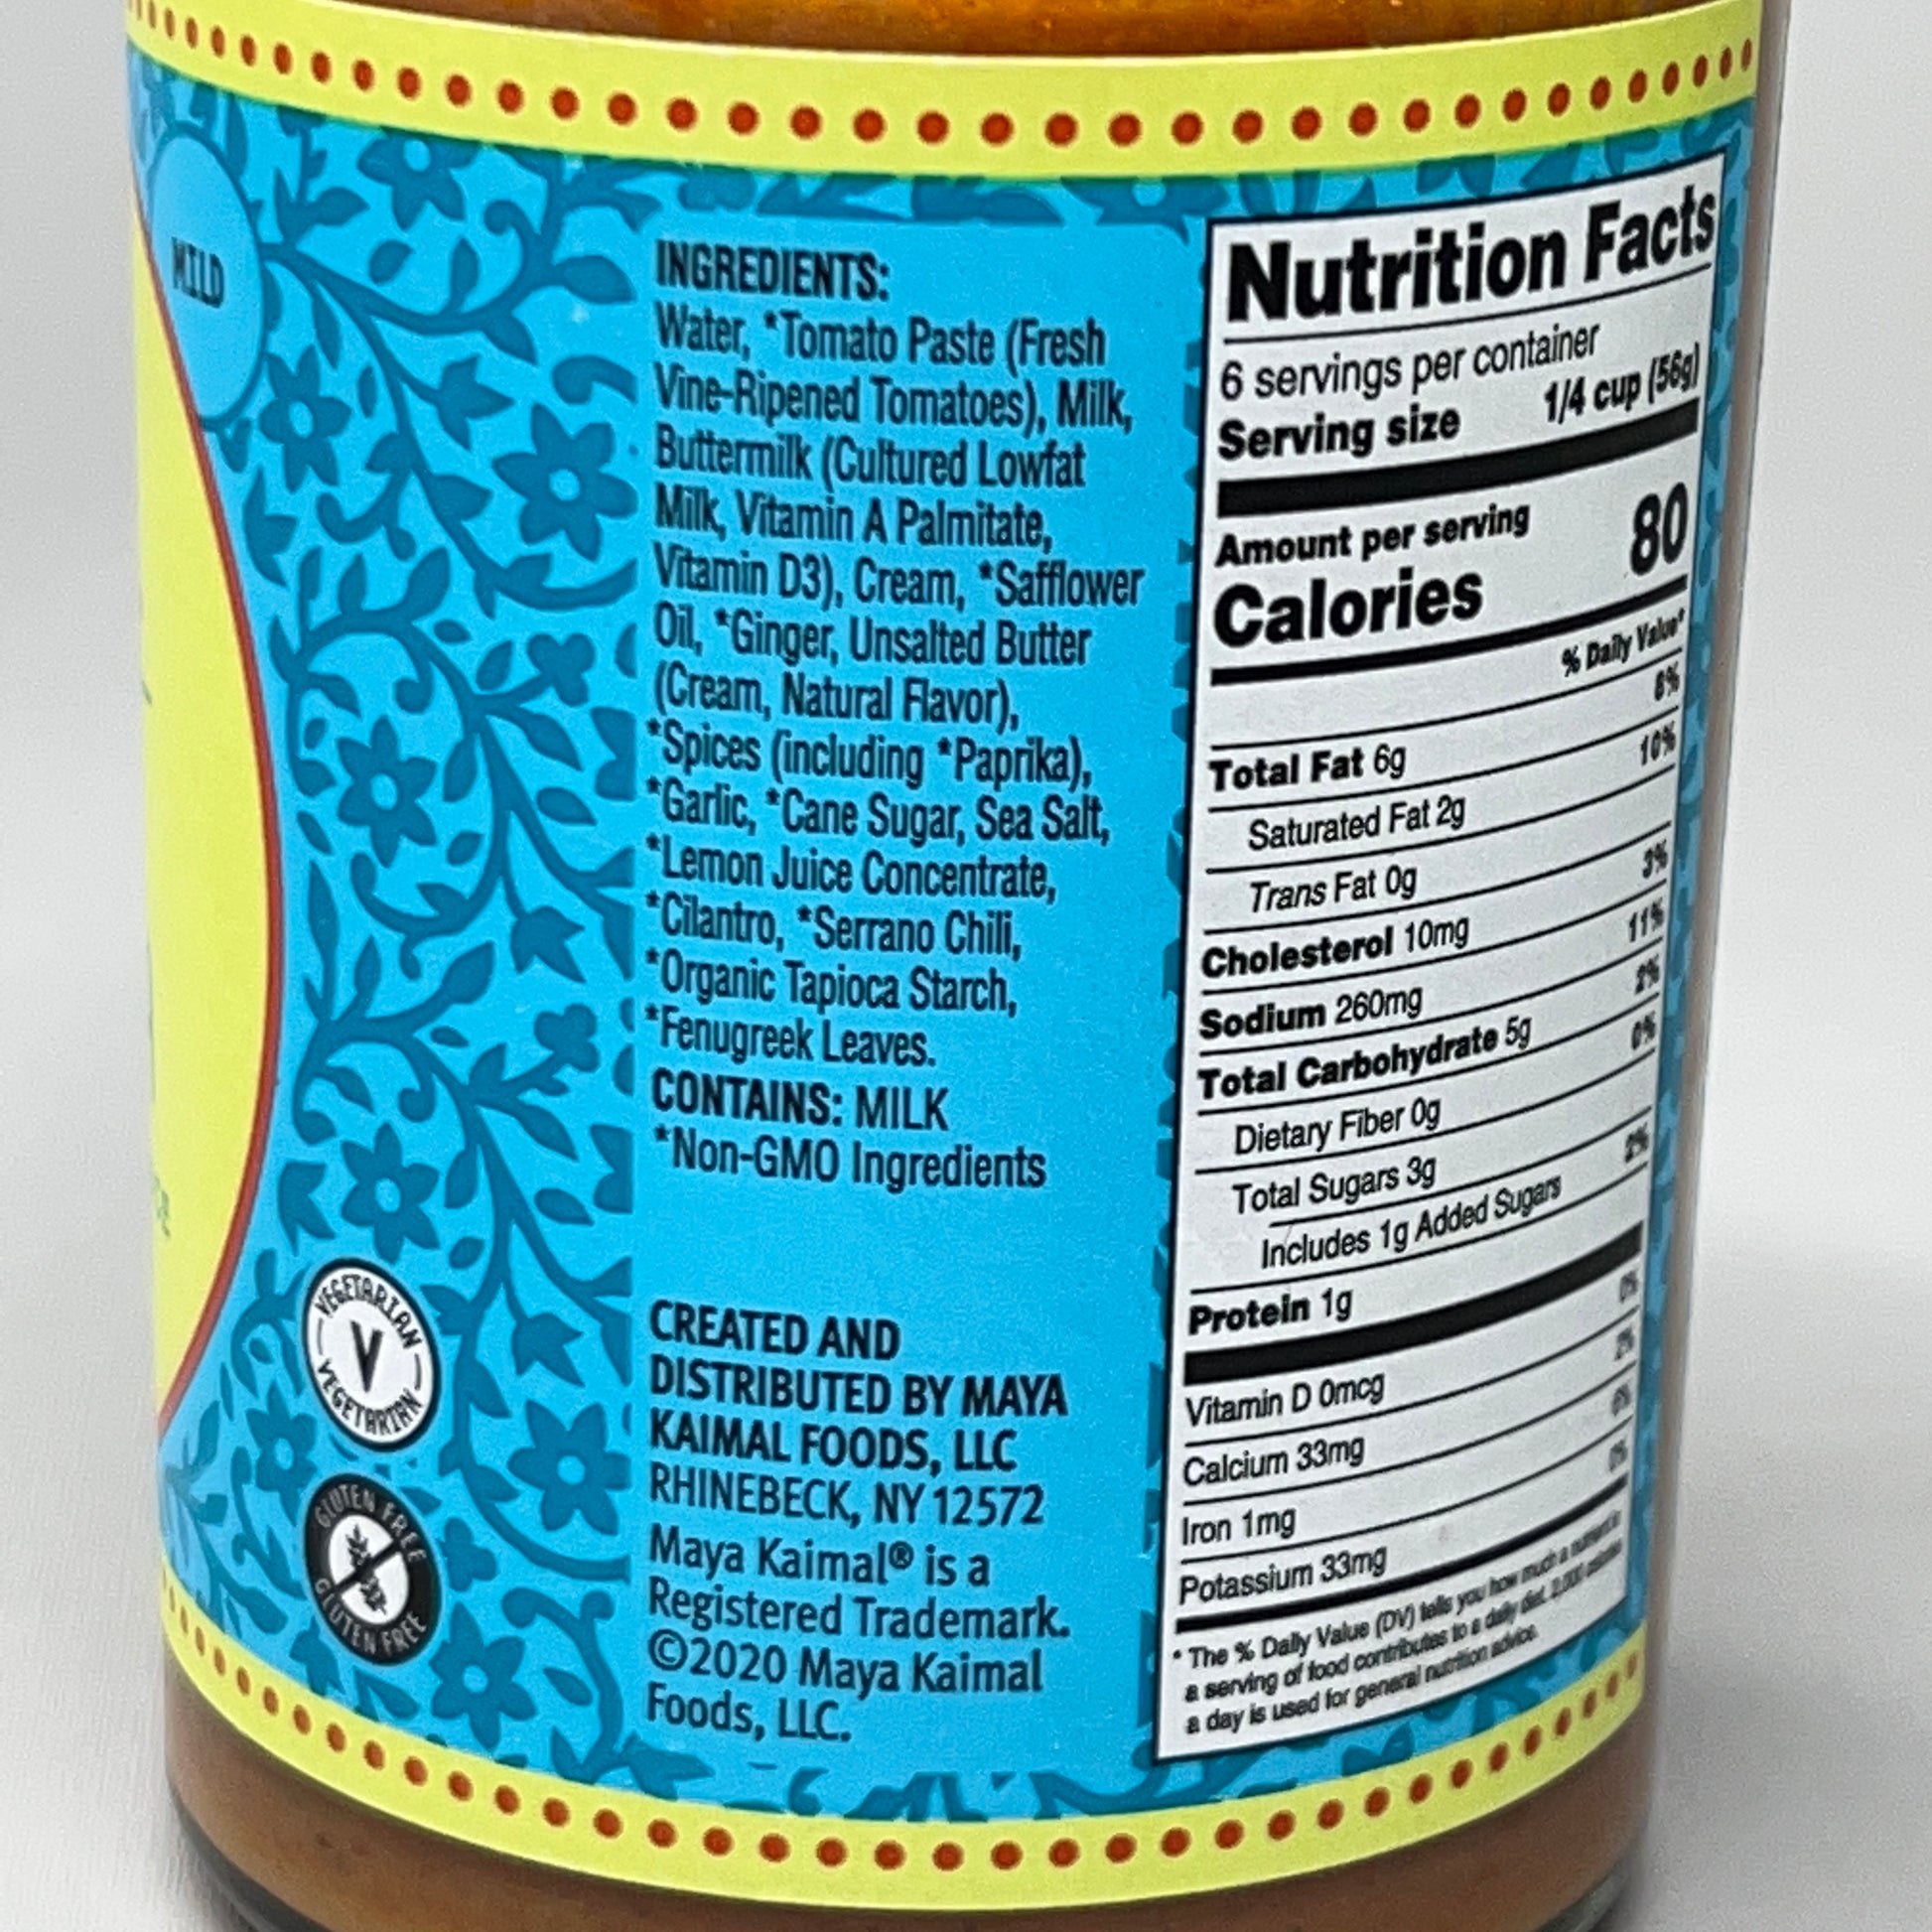 MILD
INGREDIENTS:
Water, *Tomato Paste (Fresh
Vine-Ripened Tomatoes), Milk,
Buttermilk (Cultured Lowfat
Milk, Vitamin A Palmitate,
Vitamin D3), Cream, *Safflower
Oil, *Ginger, Unsalted Butter
(Cream, Natural Flavor),
*Spices (including *Paprika),
*Garlic, *Cane Sugar, Sea Salt,
*Lemon Juice Concentrate,
*Cilantro, *Serrano Chili,
*Organic Tapioca Starch,
*Fenugreek Leaves.
CONTAINS: MILK
*Non-GMO Ingredients
VEGETARIAN
V
VEGETARIAN
GLUTEN FREE
GLUTEN FREE
CREATED AND
DISTRIBUTED BY MAYA
KAIMAL FOODS, LLC
RHINEBECK, NY 12572
Maya Kaimal® is a
Registered Trademark.
©2020 Maya Kaimal
Foods, LLC.
Nutrition Facts
6 servings per container
Serving size 1/4 cup (56g)
Amount per serving
Calories 80
% Daily Value*
Total Fat 6g 8%
Saturated Fat 2g 10%
Trans Fat 0g
Cholesterol 10mg 3%
Sodium 260mg 11%
Total Carbohydrate 5g 2%
Dietary Fiber 0g 0%
Total Sugars 3g
Includes 1g Added Sugars 2%
Protein 1g
Vitamin D 0mcg 0%
Calcium 33mg 2%
Iron 1mg 6%
Potassium 33mg 0%
* The % Daily Value (DV) tells you how much a nutrient in
a serving of food contributes to a daily diet. 2,000 calories
a day is used for general nutrition advice.